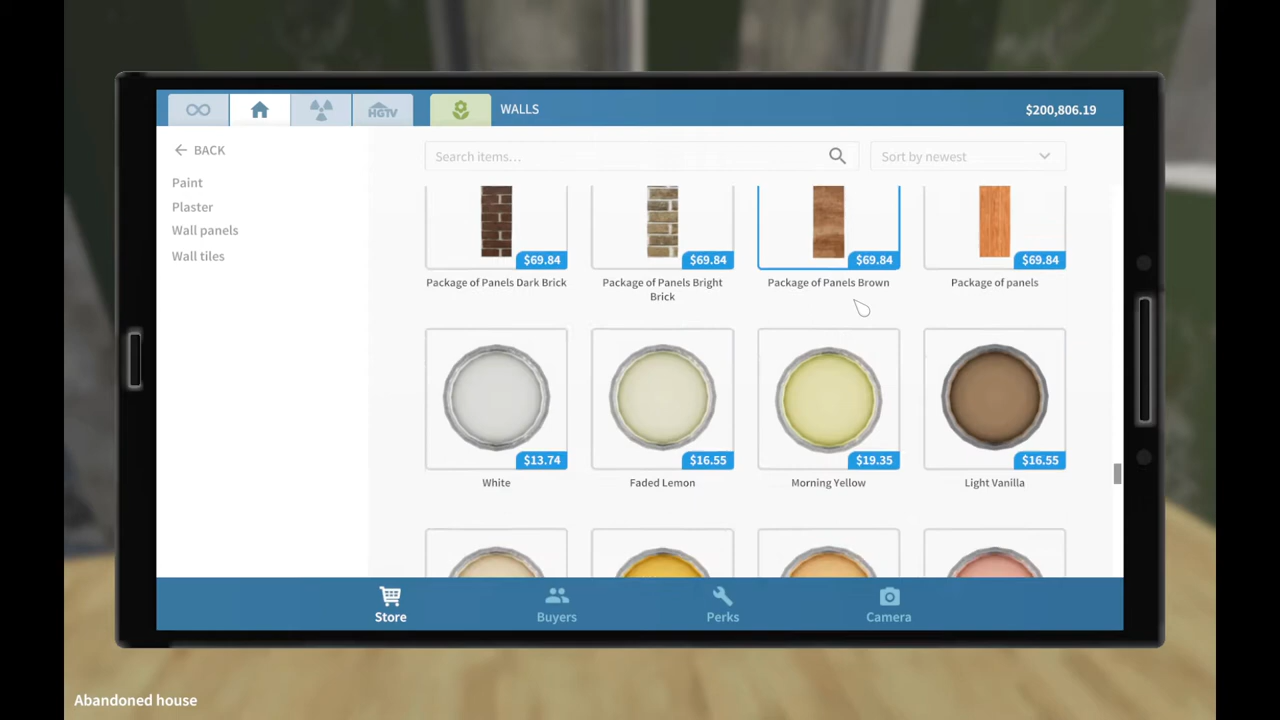 HGTV
WALLS
$200,806.19
BACK
Search items...
Sort by newest
Paint
Plaster
Wall panels
Wall tiles
$69.84
$69.84
$69.84
$69.84
Package of Panels Dark Brick
Package of Panels Bright
Brick
Package of Panels Brown
Package of panels
$13.74
$16.55
$19.35
$16.55
White
Faded Lemon
Morning Yellow
Light Vanilla
Store
Buyers
Perks
Camera
Abandoned house